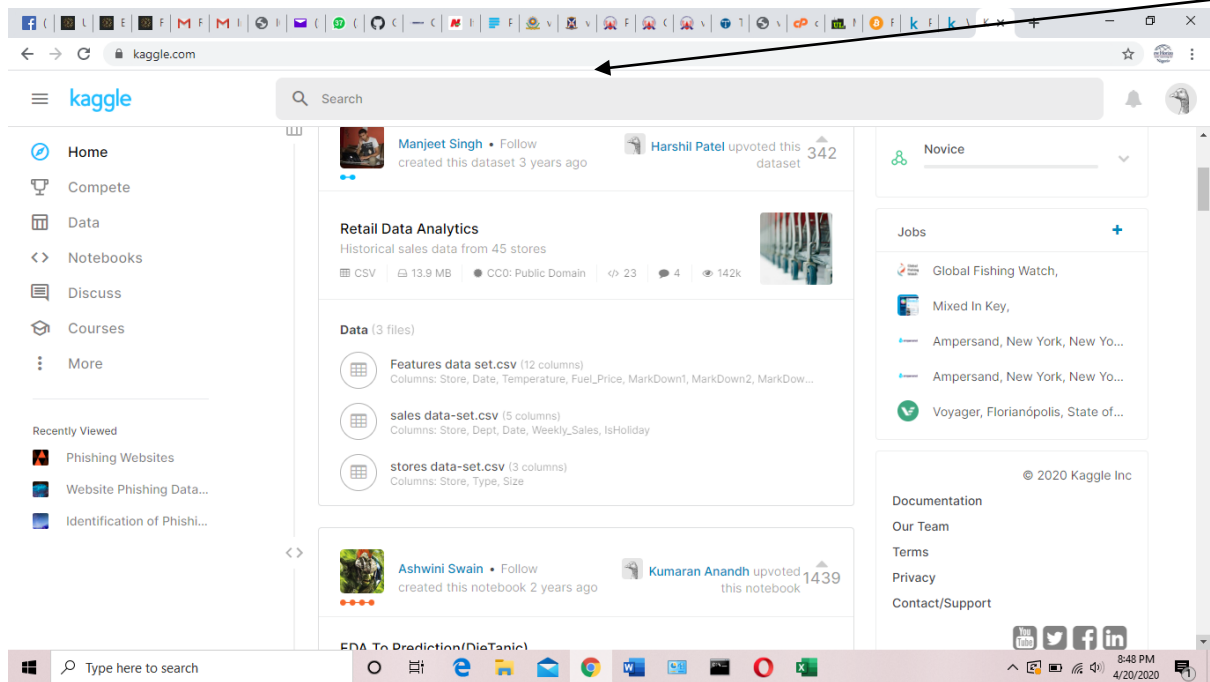 kaggle.com
kaggle
Search
Home
Compete
Data
Notebooks
Discuss
Courses
More
Recently Viewed
Phishing Websites
Website Phishing Data...
Identification of Phishi...
Manjeet Singh • Follow
created this dataset 3 years ago
Harshil Patel upvoted this
dataset
342
Retail Data Analytics
Historical sales data from 45 stores
CSV 13.9 MB CC0: Public Domain 23 4 142k
Data (3 files)
Features data set.csv (12 columns)
Columns: Store, Date, Temperature, Fuel_Price, MarkDown1, MarkDown2, MarkDow...
sales data-set.csv (5 columns)
Columns: Store, Dept, Date, Weekly_Sales, IsHoliday
stores data-set.csv (3 columns)
Columns: Store, Type, Size
Ashwini Swain • Follow
created this notebook 2 years ago
Kumaran Anandh upvoted
this notebook
1439
EDA To Prediction(DieTanic)
Novice
Jobs
Global Fishing Watch,
Mixed In Key,
Ampersand, New York, New Yo...
Ampersand, New York, New Yo...
Voyager, Florianópolis, State of...
© 2020 Kaggle Inc
Documentation
Our Team
Terms
Privacy
Contact/Support
You Tube
Type here to search
8:48 PM
4/20/2020